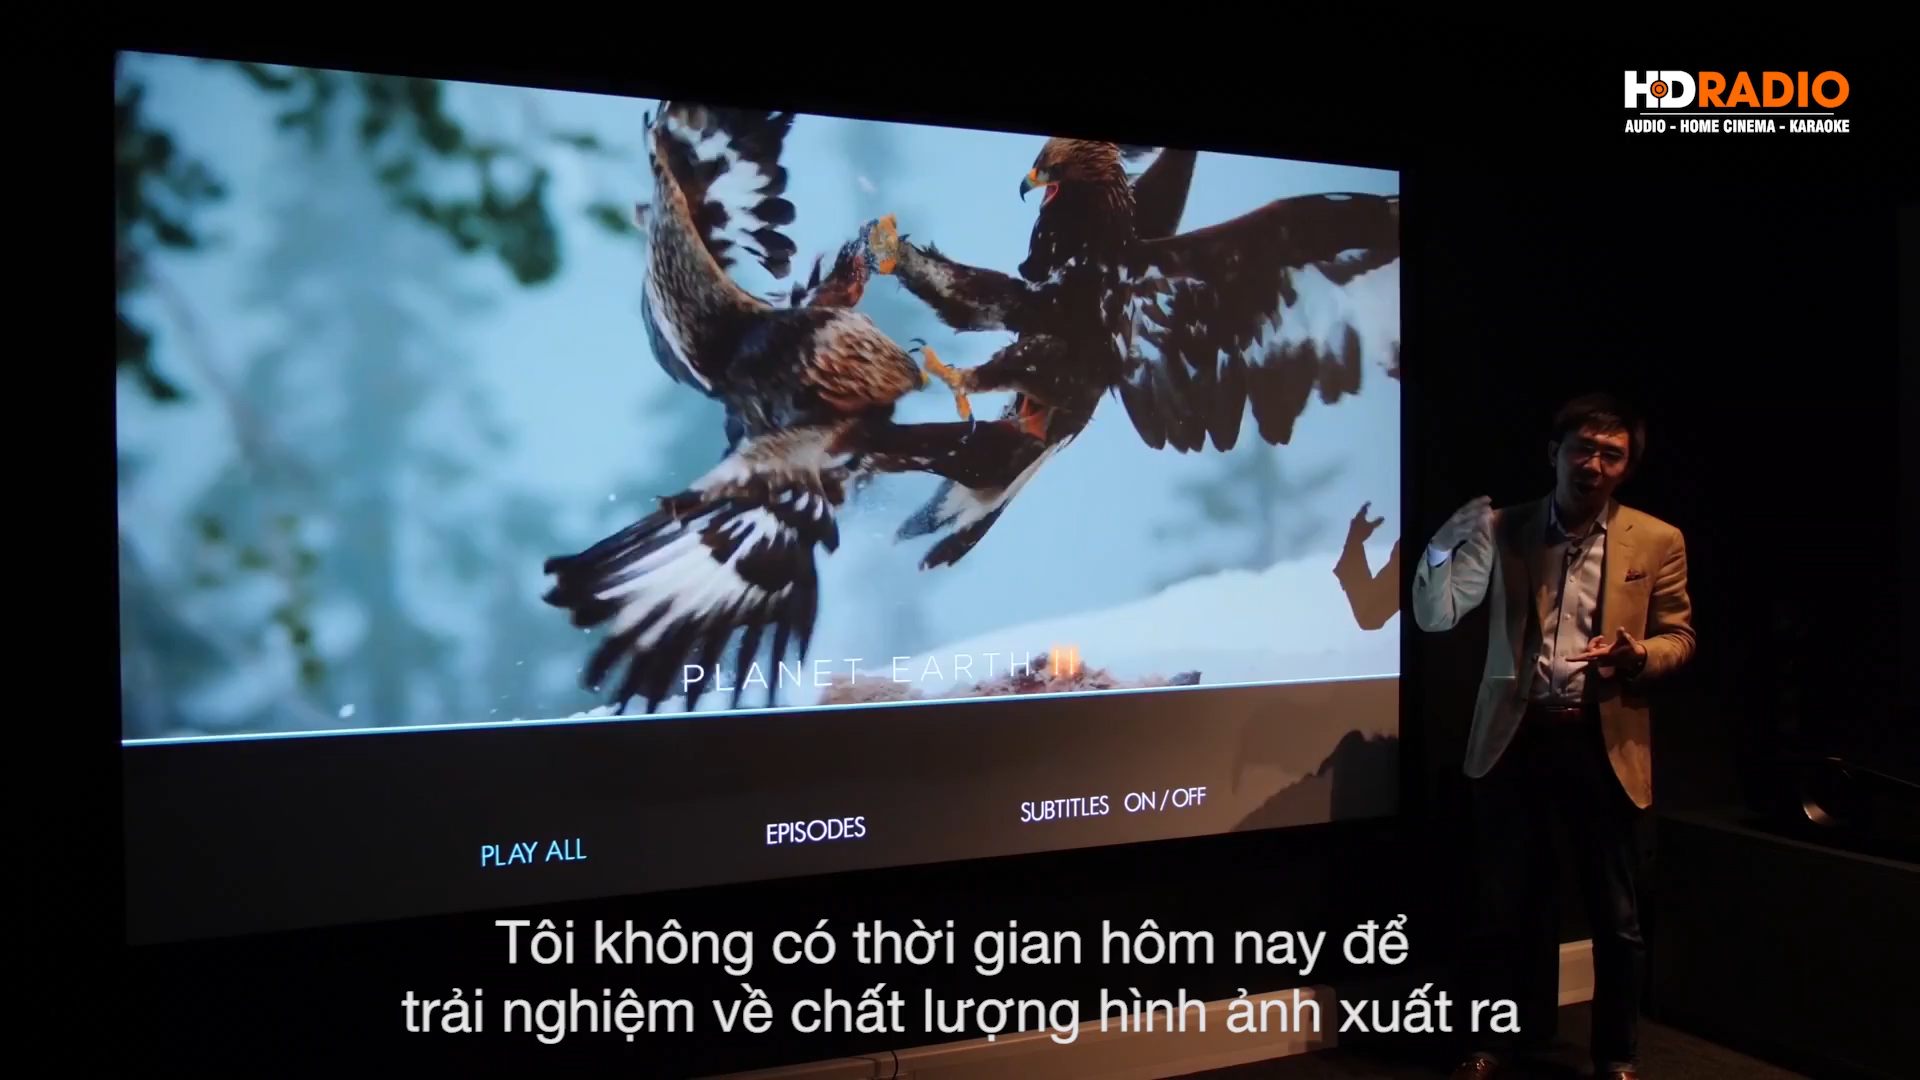 HDRADIO
AUDIO - HOME CINEMA - KARAOKE
PLANET EARTH II
PLAY ALL
EPISODES
SUBTITLES ON / OFF
Tôi không có thời gian hôm nay để
trải nghiệm về chất lượng hình ảnh xuất ra